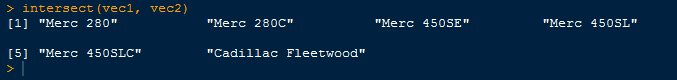 > intersect(vec1, vec2)
[1] "Merc 280" "Merc 280C" "Merc 450SE" "Merc 450SL"
[5] "Merc 450SLC" "Cadillac Fleetwood"
>